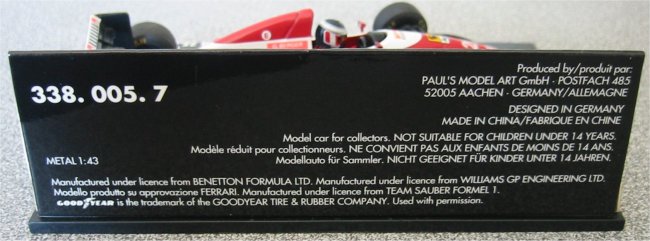 G. BERGER
Produced by/produit par:
338. 005. 7
PAUL'S MODEL ART GmbH · POSTFACH 485
52005 AACHEN · GERMANY/ALLEMAGNE
DESIGNED IN GERMANY
MADE IN CHINA/FABRIQUE EN CHINE
Model car for collectors. NOT SUITABLE FOR CHILDREN UNDER 14 YEARS.
Modèle réduit pour collectionneurs. NE CONVIENT PAS AUX ENFANTS DE MOINS DE 14 ANS.
METAL 1:43
Modellauto für Sammler. NICHT GEEIGNET FÜR KINDER UNTER 14 JAHREN.
Manufactured under licence from BENETTON FORMULA LTD. Manufactured under licence from WILLIAMS GP ENGINEERING LTD.
Modello produtto su approvazione FERRARI. Manufactured under licence from TEAM SAUBER FORMEL 1.
GOODYEAR is the trademark of the GOODYEAR TIRE & RUBBER COMPANY. Used with permission.